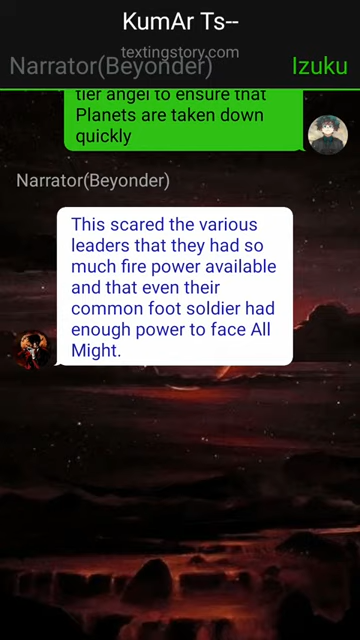 KumAr Ts--
textingstory.com
Narrator(Beyonder)
Izuku
tier angel to ensure that
Planets are taken down
quickly
Narrator(Beyonder)
This scared the various
leaders that they had so
much fire power available
and that even their
common foot soldier had
enough power to face All
Might.